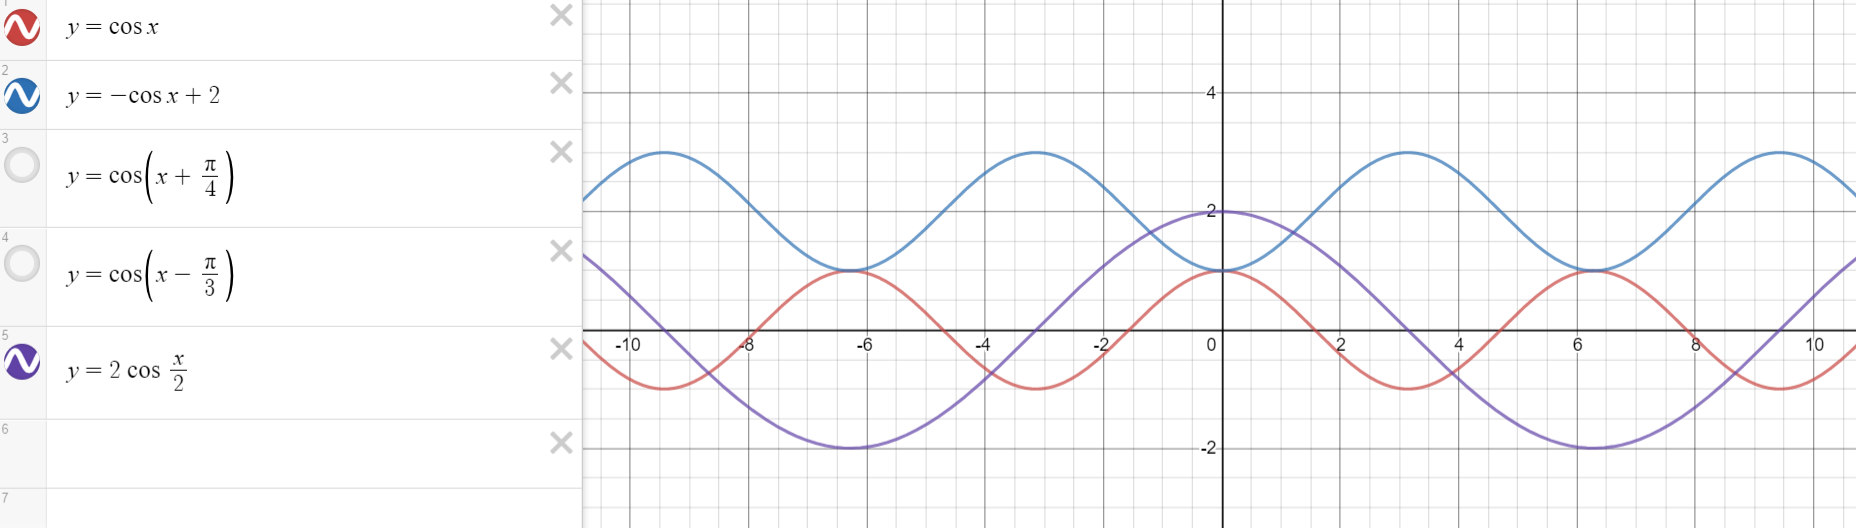 y = cos x
2
y = −cos x + 2
3
y = cos(x + π/4)
4
y = cos(x − π/3)
5
y = 2 cos x/2
6
7
4
2
-10 -8 -6 -4 -2 0 2 4 6 8 10
-2